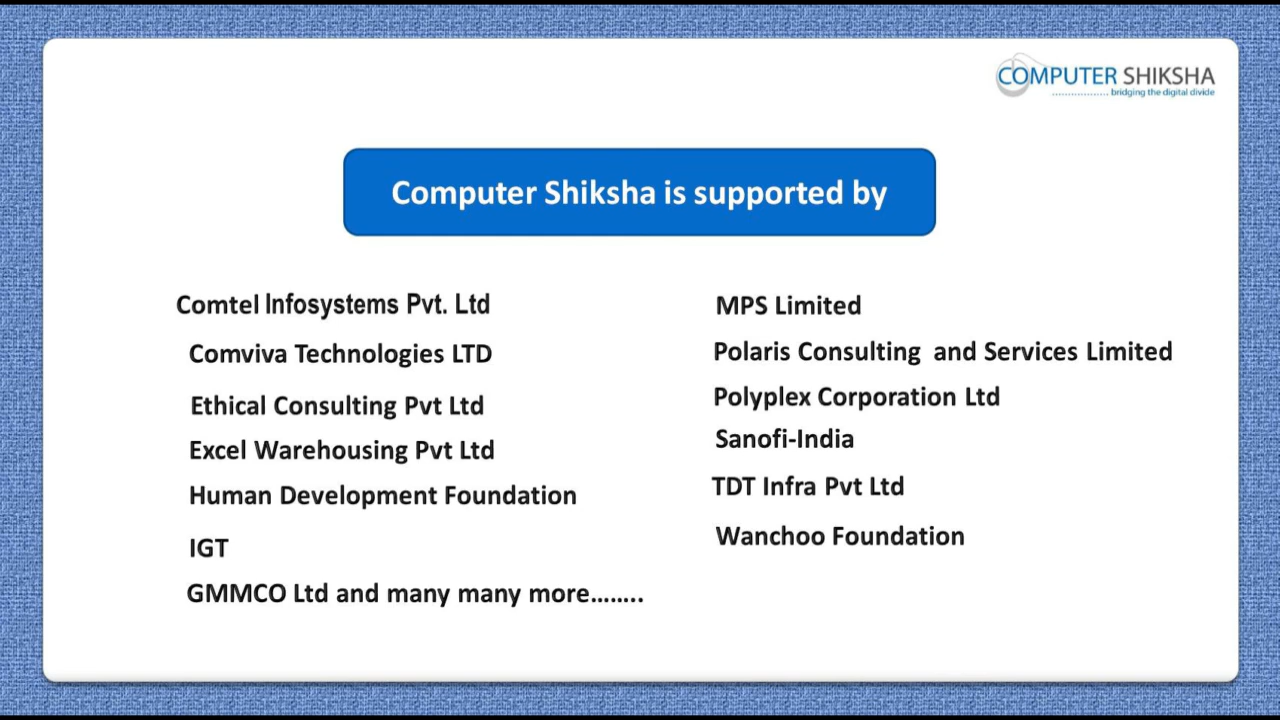 COMPUTER SHIKSHA
.................. bridging the digital divide
Computer Shiksha is supported by
Comtel Infosystems Pvt. Ltd
Comviva Technologies LTD
Ethical Consulting Pvt Ltd
Excel Warehousing Pvt Ltd
Human Development Foundation
IGT
GMMCO Ltd and many many more........
MPS Limited
Polaris Consulting  and Services Limited
Polyplex Corporation Ltd
Sanofi-India
TDT Infra Pvt Ltd
Wanchoo Foundation